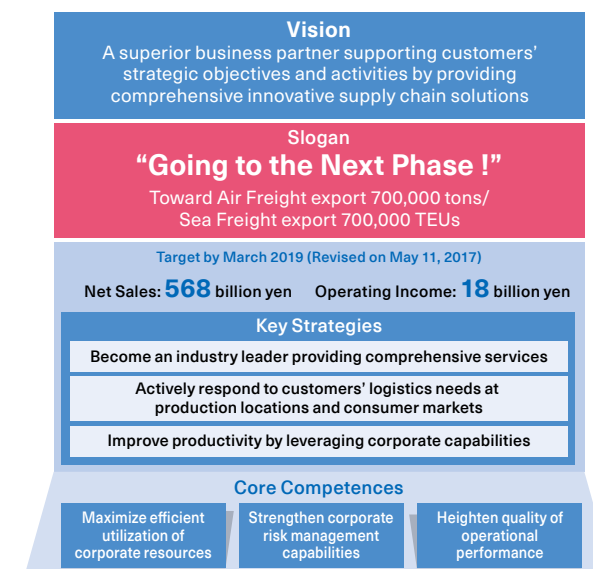 Vision
A superior business partner supporting customers’
strategic objectives and activities by providing
comprehensive innovative supply chain solutions
Slogan
“Going to the Next Phase !”
Toward Air Freight export 700,000 tons/
Sea Freight export 700,000 TEUs
Target by March 2019 (Revised on May 11, 2017)
Net Sales: 568 billion yen Operating Income: 18 billion yen
Key Strategies
Become an industry leader providing comprehensive services
Actively respond to customers’ logistics needs at
production locations and consumer markets
Improve productivity by leveraging corporate capabilities
Core Competences
Maximize efficient
utilization of
corporate resources
Strengthen corporate
risk management
capabilities
Heighten quality of
operational
performance